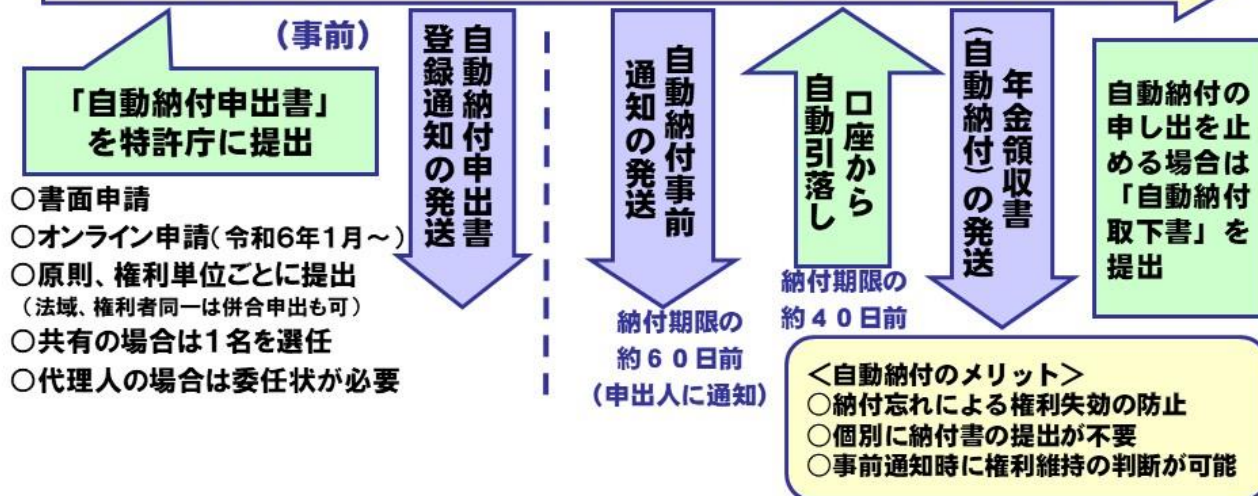 （事前）
「自動納付申出書」
を特許庁に提出
○書面申請
○オンライン申請（令和６年１月～）
○原則、権利単位ごとに提出
（法域、権利者同一は併合申出も可）
○共有の場合は１名を選任
○代理人の場合は委任状が必要
自動納付申出書
登録通知の発送
自動納付事前
通知の発送
納付期限の
約６０日前
（申出人に通知）
口座から
自動引落し
納付期限の
約４０日前
年金領収書
（自動納付）の発送
自動納付の
申し出を止
める場合は
「自動納付
取下書」を
提出
＜自動納付のメリット＞
○納付忘れによる権利失効の防止
○個別に納付書の提出が不要
○事前通知時に権利維持の判断が可能